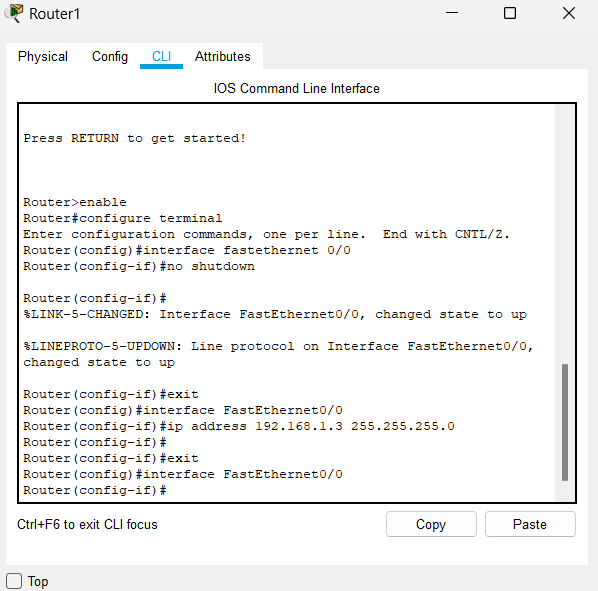 Router1
Physical Config CLI Attributes
IOS Command Line Interface
Press RETURN to get started!
Router>enable
Router#configure terminal
Enter configuration commands, one per line.  End with CNTL/Z.
Router(config)#interface fastethernet 0/0
Router(config-if)#no shutdown
Router(config-if)#
%LINK-5-CHANGED: Interface FastEthernet0/0, changed state to up
%LINEPROTO-5-UPDOWN: Line protocol on Interface FastEthernet0/0,
changed state to up
Router(config-if)#exit
Router(config)#interface FastEthernet0/0
Router(config-if)#ip address 192.168.1.3 255.255.255.0
Router(config-if)#
Router(config-if)#exit
Router(config)#interface FastEthernet0/0
Router(config-if)#
Ctrl+F6 to exit CLI focus Copy Paste
Top